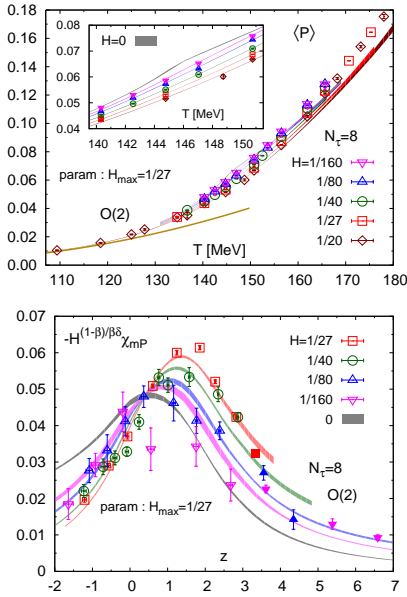 0.18
0.16
0.14
0.12
0.10
0.08
0.06
0.04
0.02
0.00
110 120 130 140 150 160 170 180
T [MeV]
⟨P⟩
Nτ=8
H=1/160
1/80
1/40
1/27
1/20
param : Hmax=1/27
O(2)
0.08
0.07
0.06
0.05
0.04
140 142 144 146 148 150
T [MeV]
H=0
0.07
0.06
0.05
0.04
0.03
0.02
0.01
0
-2 -1 0 1 2 3 4 5 6 7
z
-H^(1-β)/βδ χmP
H=1/27
1/40
1/80
1/160
0
Nτ=8
O(2)
param : Hmax=1/27